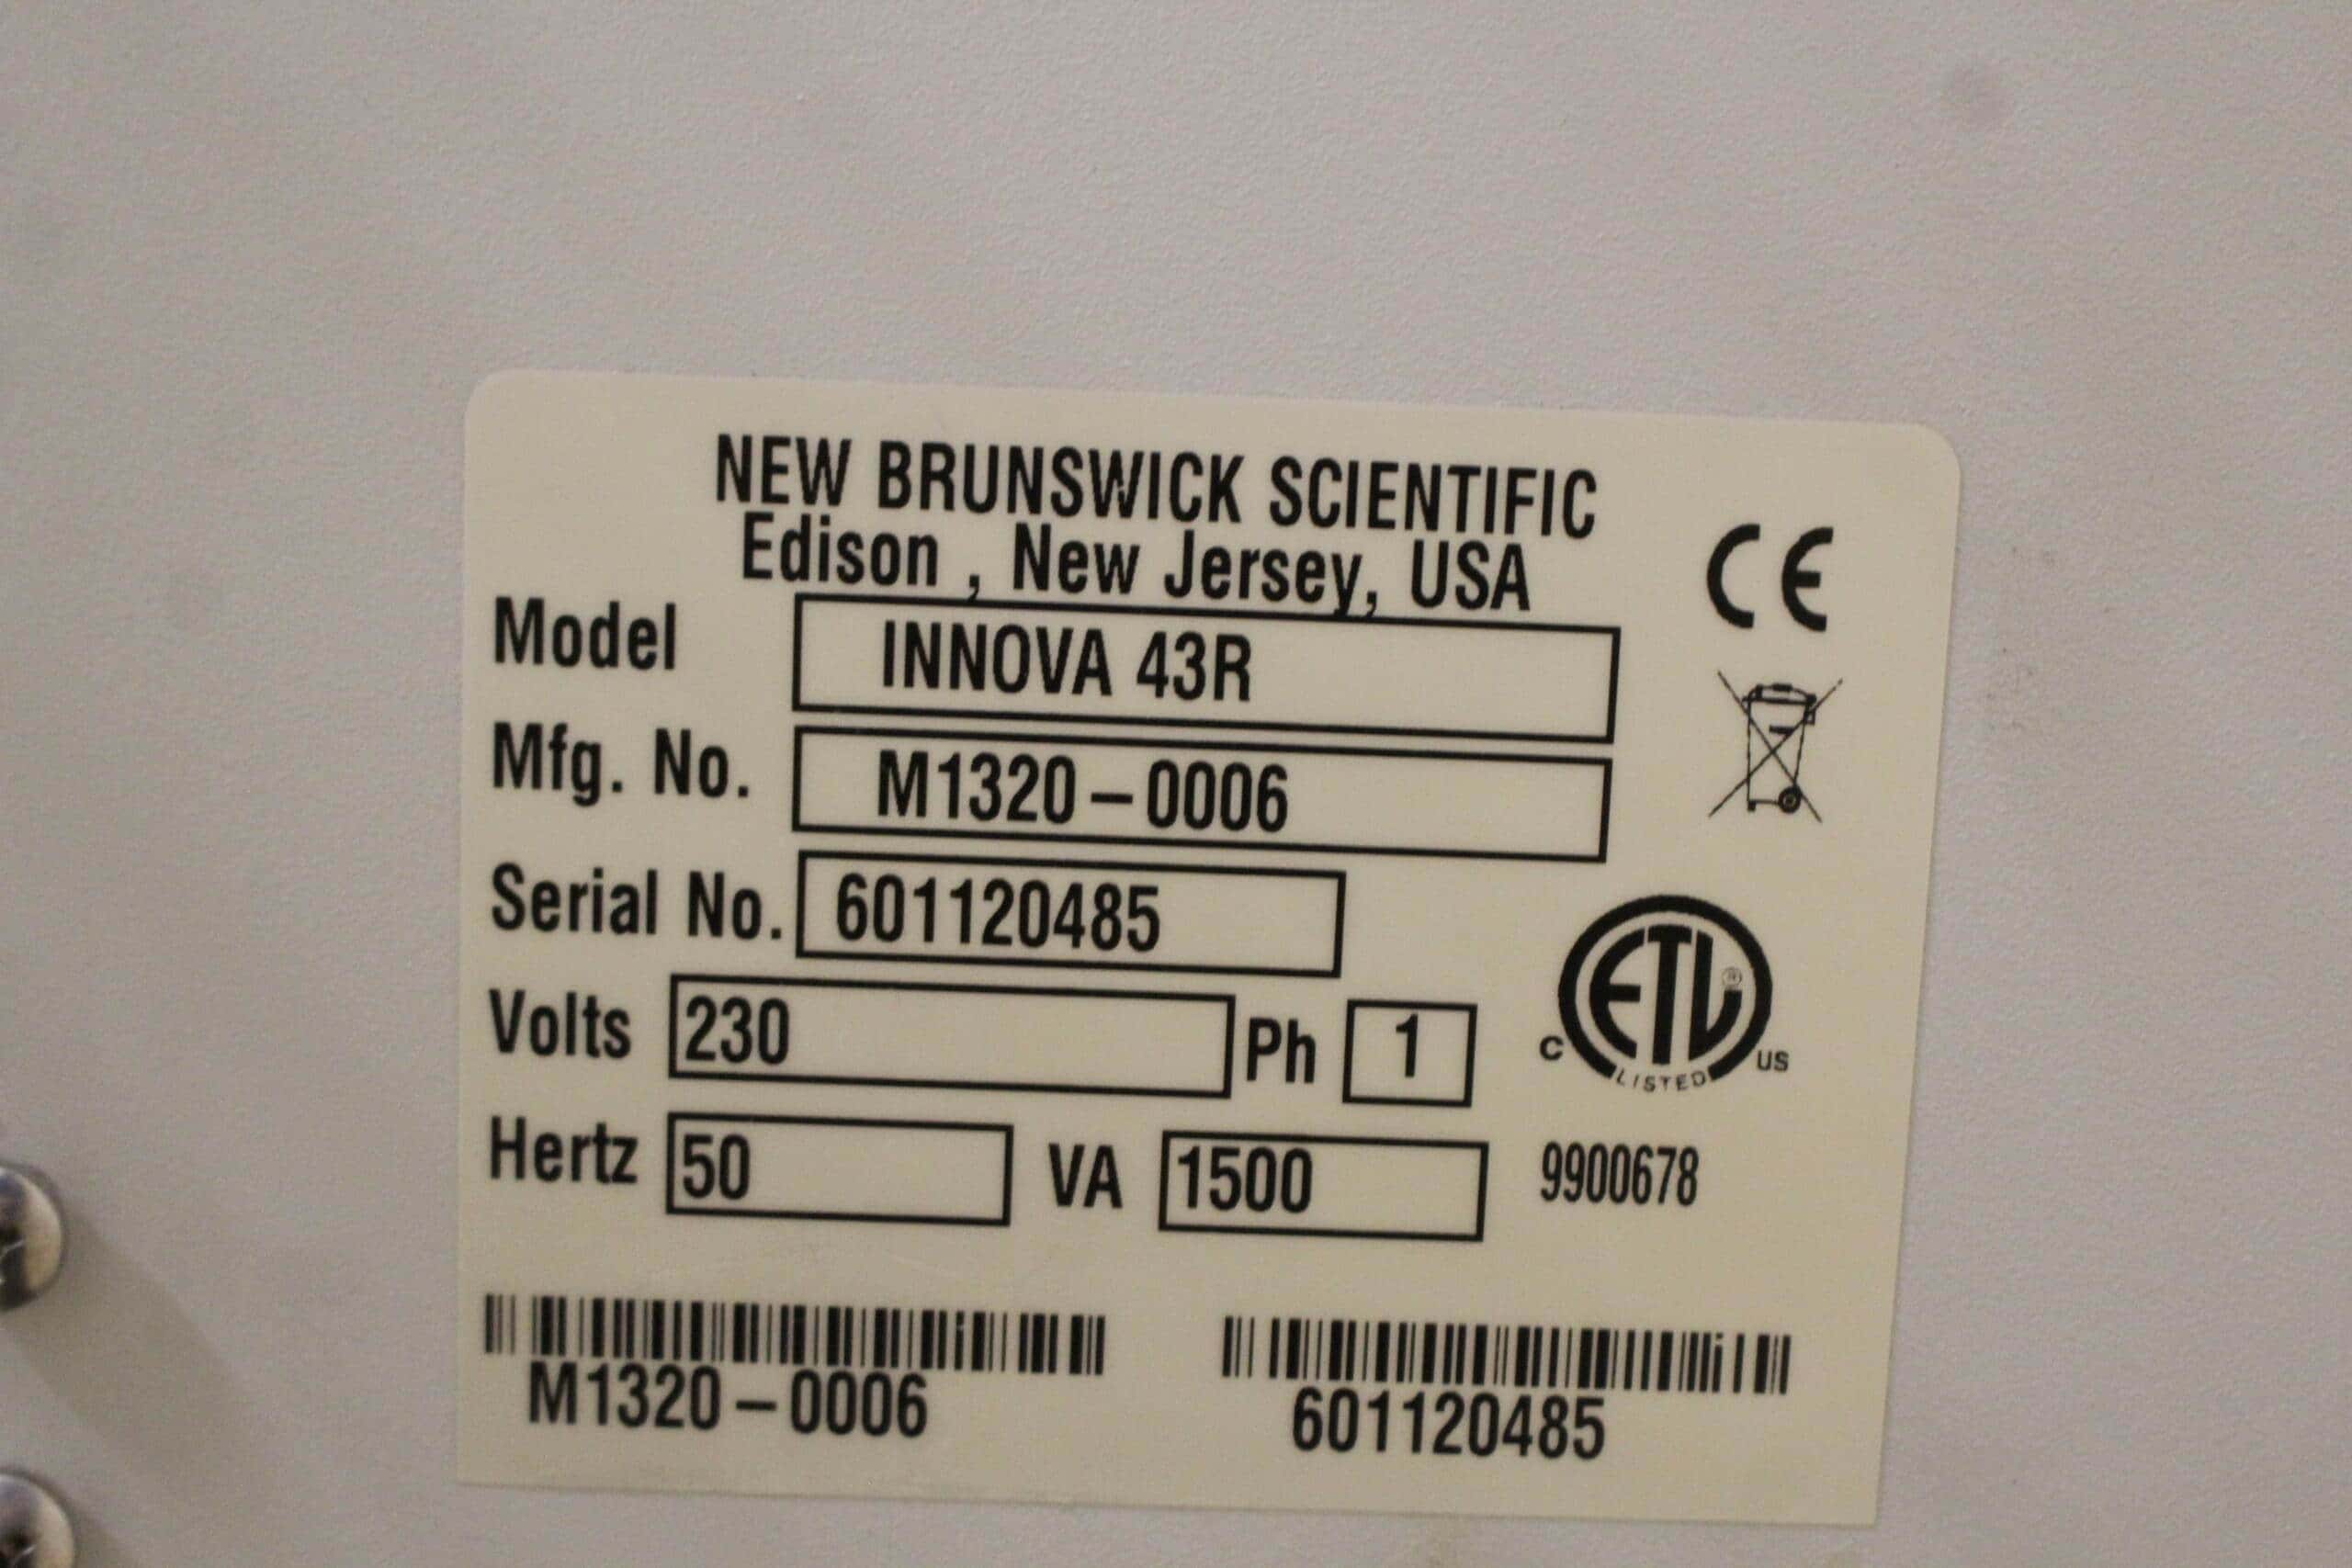 NEW BRUNSWICK SCIENTIFIC
Edison , New Jersey, USA
CE
Model INNOVA 43R
Mfg. No. M1320-0006
Serial No. 601120485
Volts 230 Ph 1
ETL ®
C US
LISTED
Hertz 50 VA 1500 9900678
M1320-0006 601120485